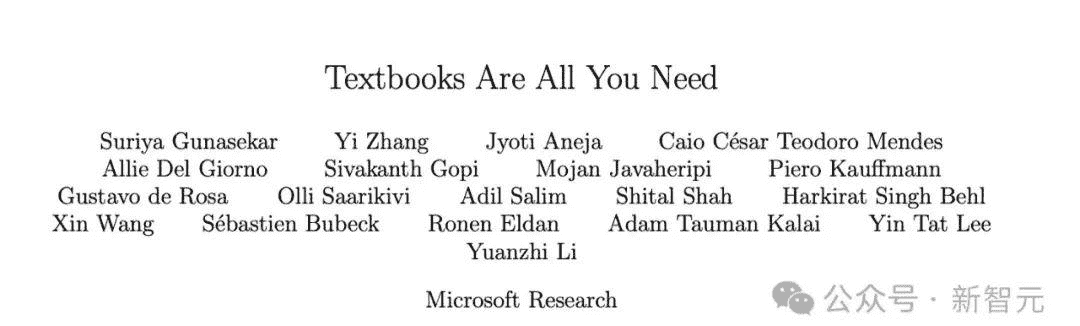 Textbooks Are All You Need
Suriya Gunasekar Yi Zhang Jyoti Aneja Caio César Teodoro Mendes
Allie Del Giorno Sivakanth Gopi Mojan Javaheripi Piero Kauffmann
Gustavo de Rosa Olli Saarikivi Adil Salim Shital Shah Harkirat Singh Behl
Xin Wang Sébastien Bubeck Ronen Eldan Adam Tauman Kalai Yin Tat Lee
Yuanzhi Li
Microsoft Research
公众号 · 新智元